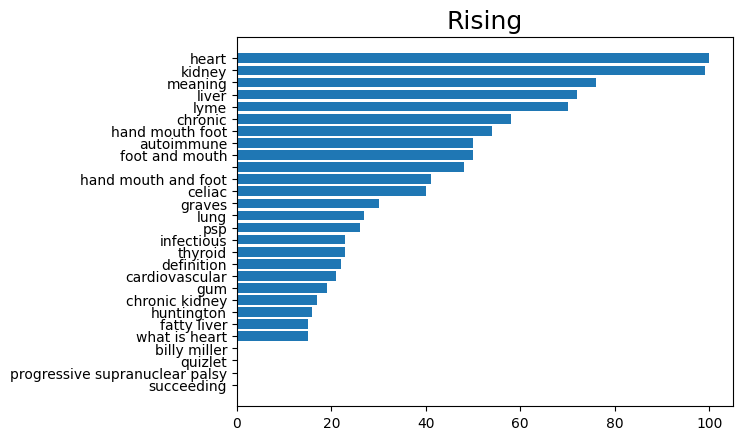 Rising
heart
kidney
meaning
liver
lyme
chronic
hand mouth foot
autoimmune
foot and mouth
hand mouth and foot
celiac
graves
lung
psp
infectious
thyroid
definition
cardiovascular
gum
chronic kidney
huntington
fatty liver
what is heart
billy miller
quizlet
progressive supranuclear palsy
succeeding
0 20 40 60 80 100